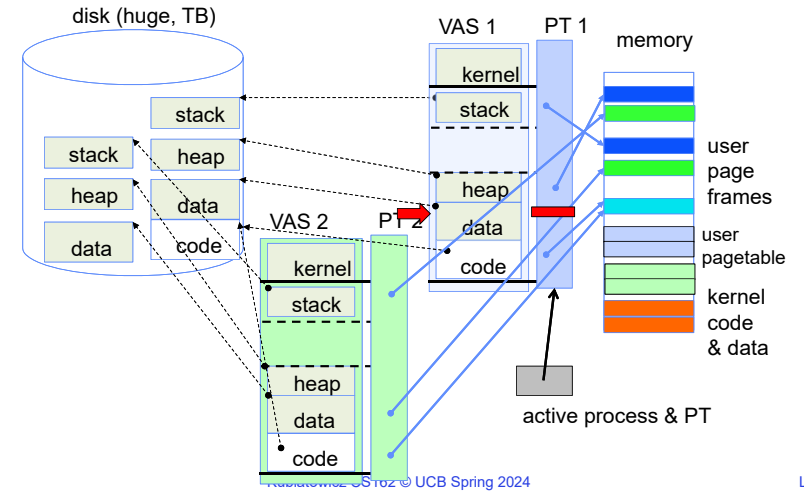 disk (huge, TB)
VAS 1
PT 1
memory
kernel
stack
stack
stack
heap
user
page
frames
heap
heap
data
data
VAS 2
PT 2
data
code
code
user
pagetable
kernel
stack
kernel
code
& data
heap
data
code
active process & PT
Kubiatowicz CS162 © UCB Spring 2024
L